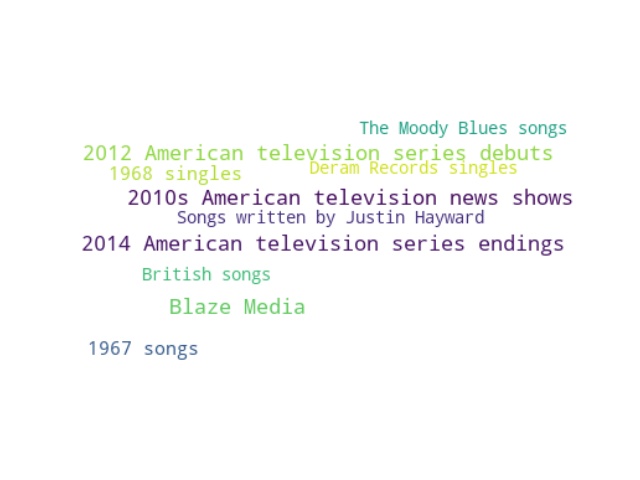 The Moody Blues songs
2012 American television series debuts
Deram Records singles
1968 singles
2010s American television news shows
Songs written by Justin Hayward
2014 American television series endings
British songs
Blaze Media
1967 songs